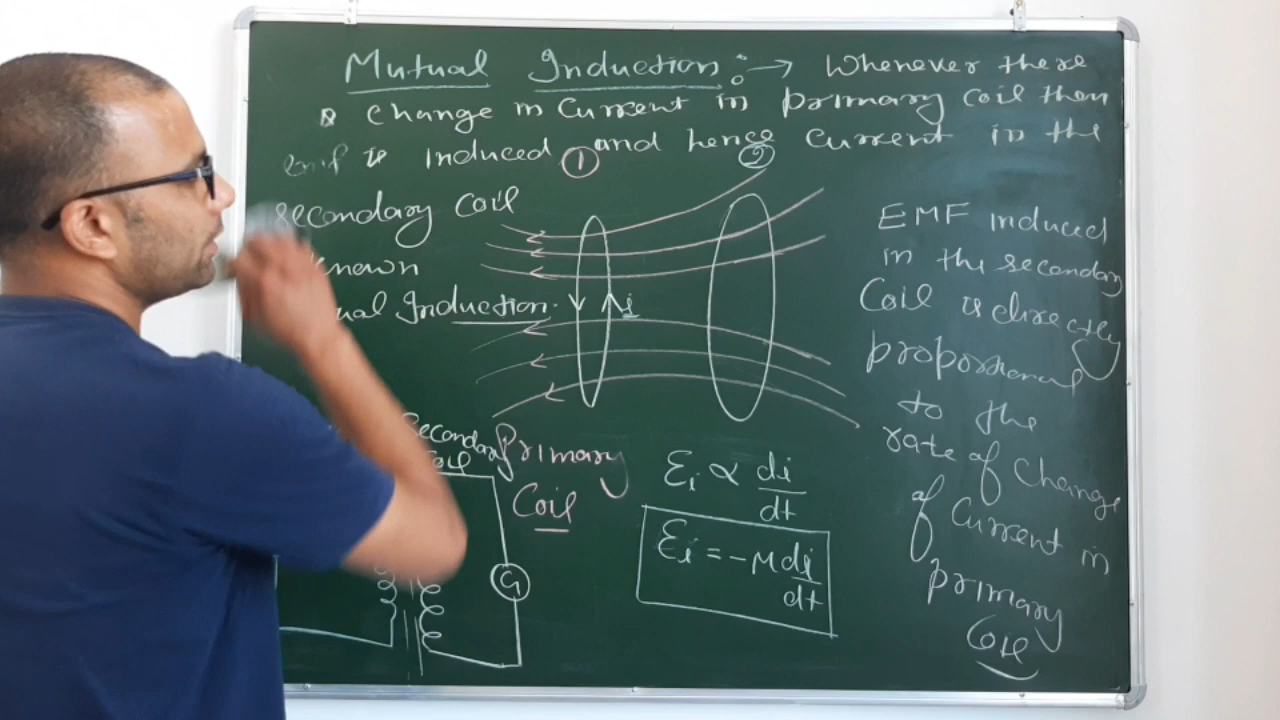 Mutual Induction :→ Whenever there
is change in current in primary coil then
emf is induced and hence current in the
secondary coil
known
ual Induction.
1
2
i
EMF induced
in the secondary
Coil is directly
proportional
to the
rate of change
of current in
primary
Coil
Secondary
Coil
Primary
Coil
G
Ei ∝ di/dt
Ei = -M di/dt